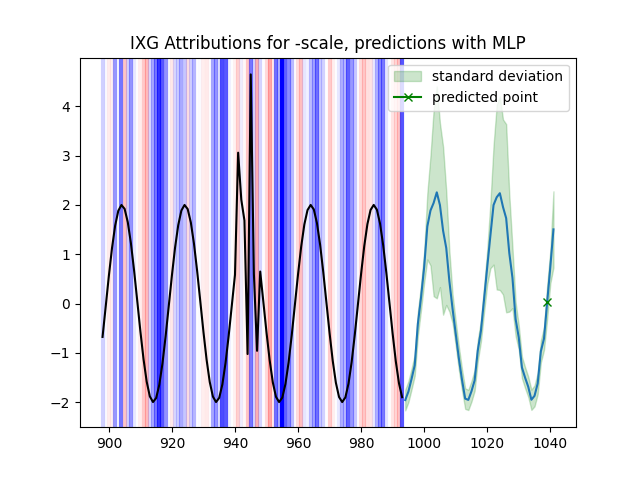 IXG Attributions for -scale, predictions with MLP
standard deviation
predicted point
4
3
2
1
0
−1
−2
900 920 940 960 980 1000 1020 1040